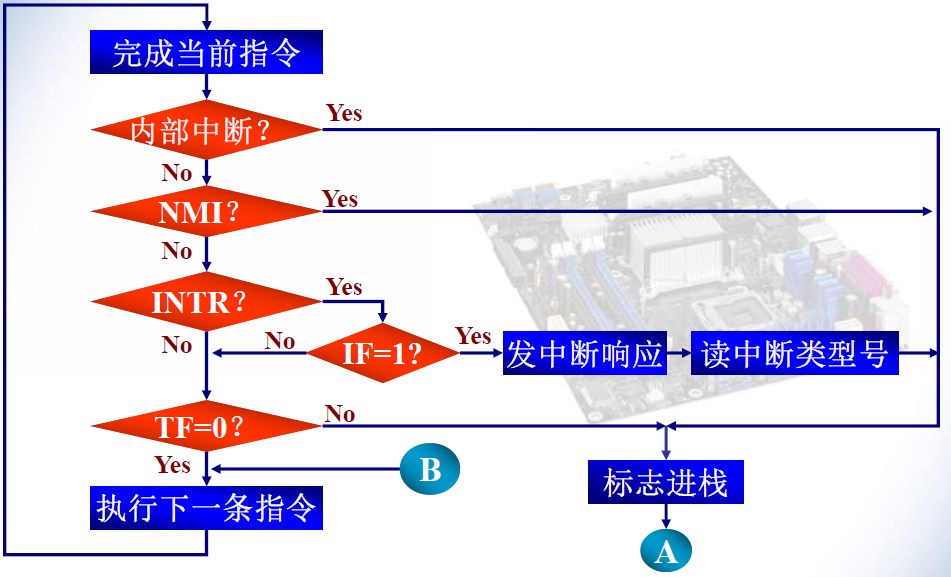 完成当前指令
内部中断?
Yes
No
NMI?
Yes
No
INTR?
Yes
No
IF=1?
No
Yes
发中断响应
读中断类型号
TF=0?
No
Yes
B
标志进栈
执行下一条指令
A